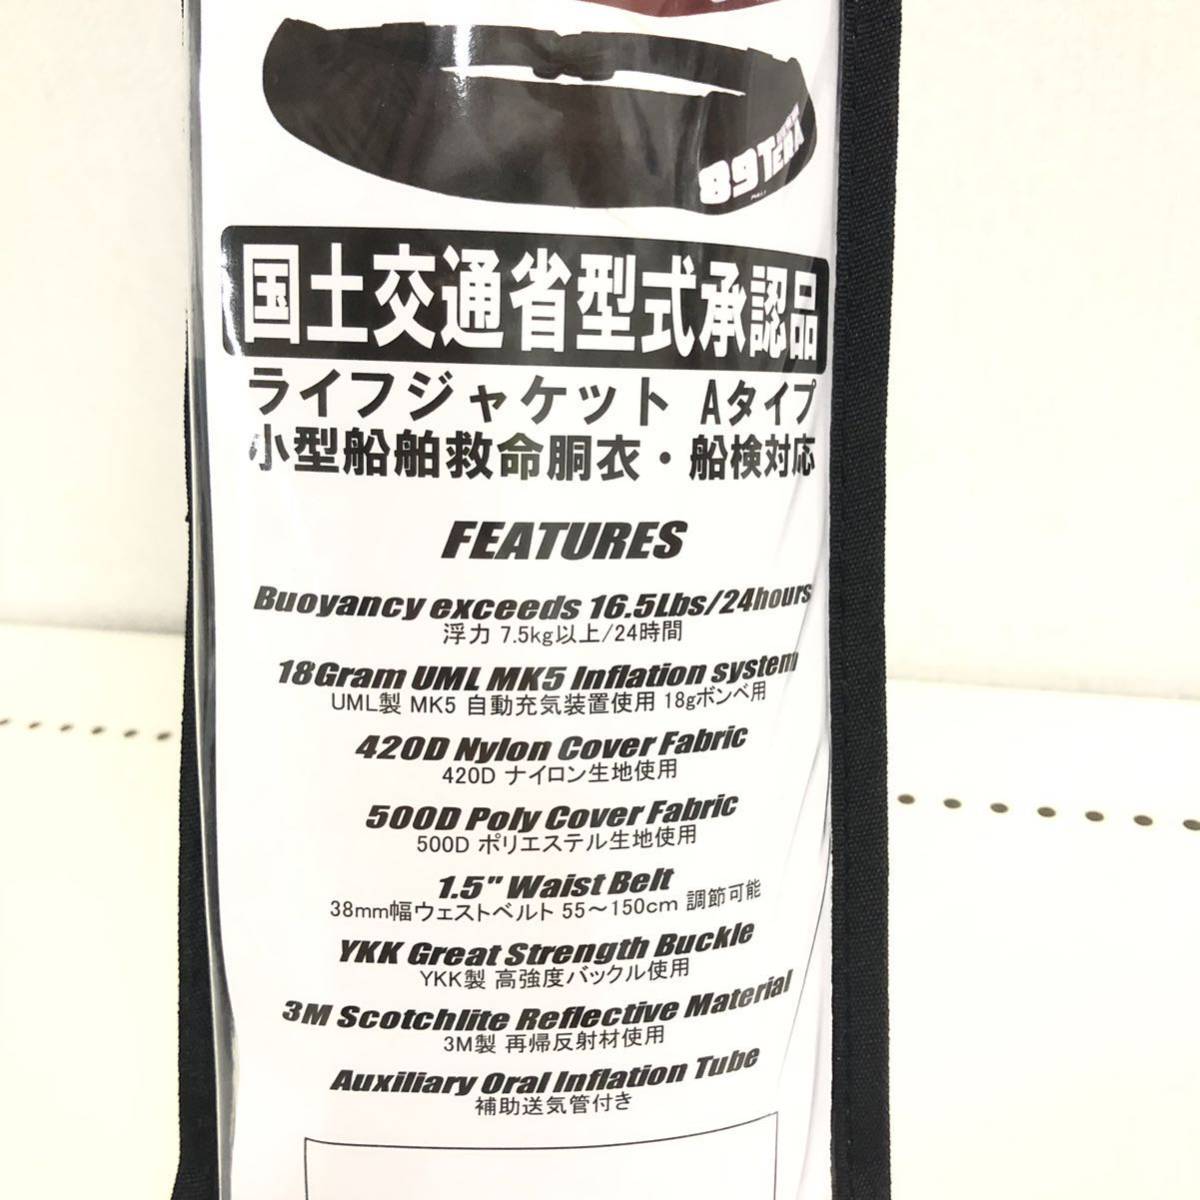 89TERA
国土交通省型式承認品
ライフジャケット Aタイプ
小型船舶救命胴衣・船検対応
FEATURES
Buoyancy exceeds 16.5Lbs/24hours
浮力 7.5kg以上/24時間
18Gram UML MK5 Inflation system
UML製 MK5 自動充気装置使用 18gボンベ用
420D Nylon Cover Fabric
420D ナイロン生地使用
500D Poly Cover Fabric
500D ポリエステル生地使用
1.5" Waist Belt
38mm幅ウェストベルト 55～150cm 調節可能
YKK Great Strength Buckle
YKK製 高強度バックル使用
3M Scotchlite Reflective Material
3M製 再帰反射材使用
Auxiliary Oral Inflation Tube
補助送気管付き